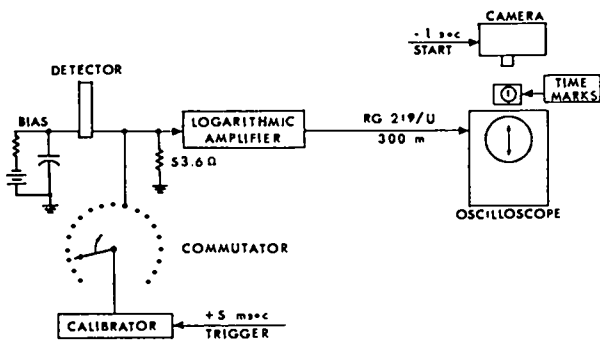 CAMERA
- 1 sec
START
DETECTOR
TIME
MARKS
BIAS
LOGARITHMIC
AMPLIFIER
RG 219/U
300 m
53.6 Ω
OSCILLOSCOPE
COMMUTATOR
CALIBRATOR
+5 msec
TRIGGER